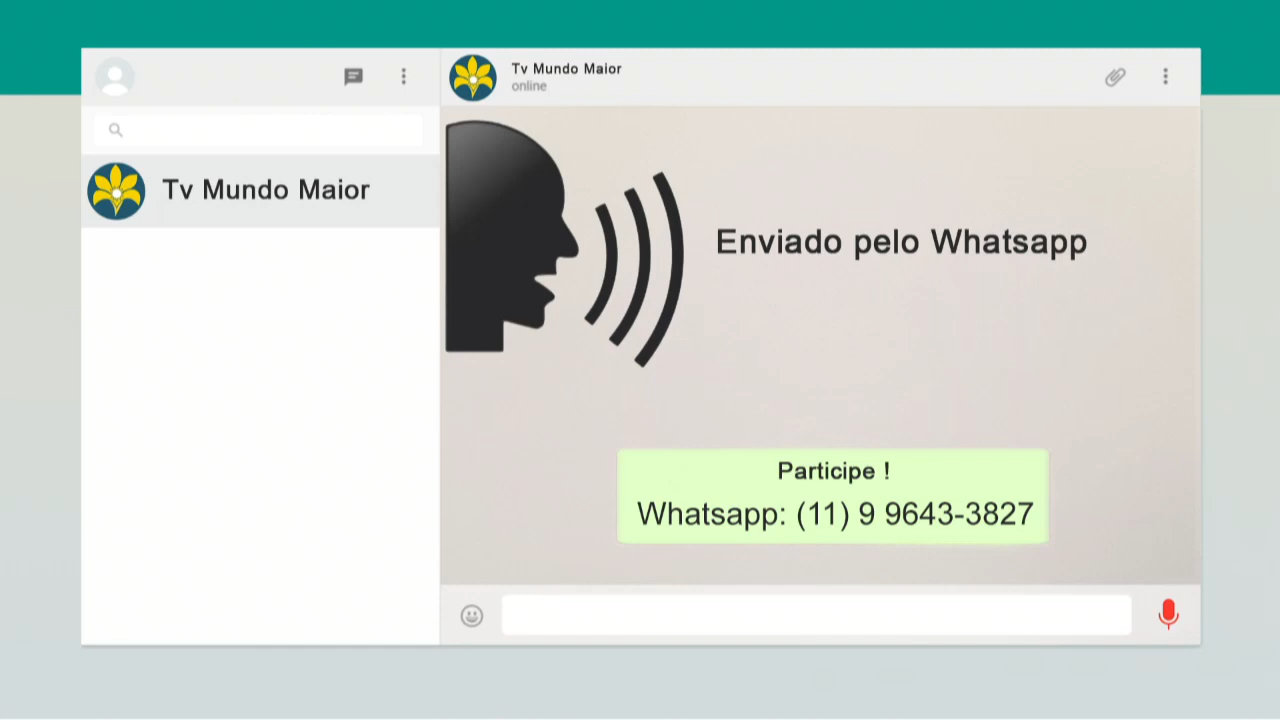 Tv Mundo Maior
online
Tv Mundo Maior
Enviado pelo Whatsapp
Participe !
Whatsapp: (11) 9 9643-3827